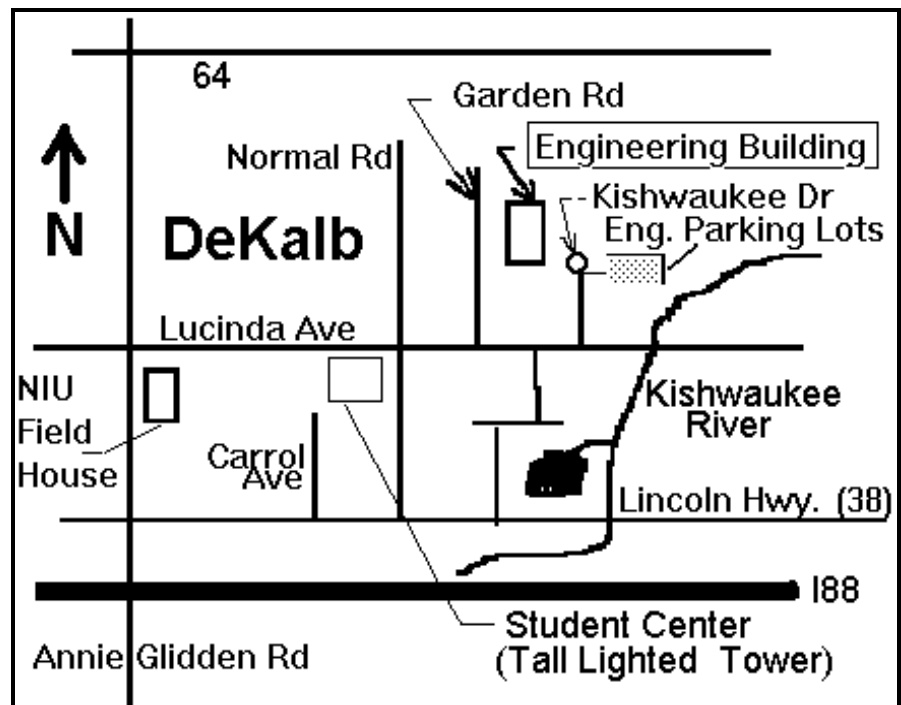 64
Garden Rd
Normal Rd
Engineering Building
N
DeKalb
Kishwaukee Dr
Eng. Parking Lots
Lucinda Ave
NIU
Field
House
Kishwaukee
River
Carrol
Ave
Lincoln Hwy. (38)
I88
Student Center
(Tall Lighted Tower)
Annie Glidden Rd